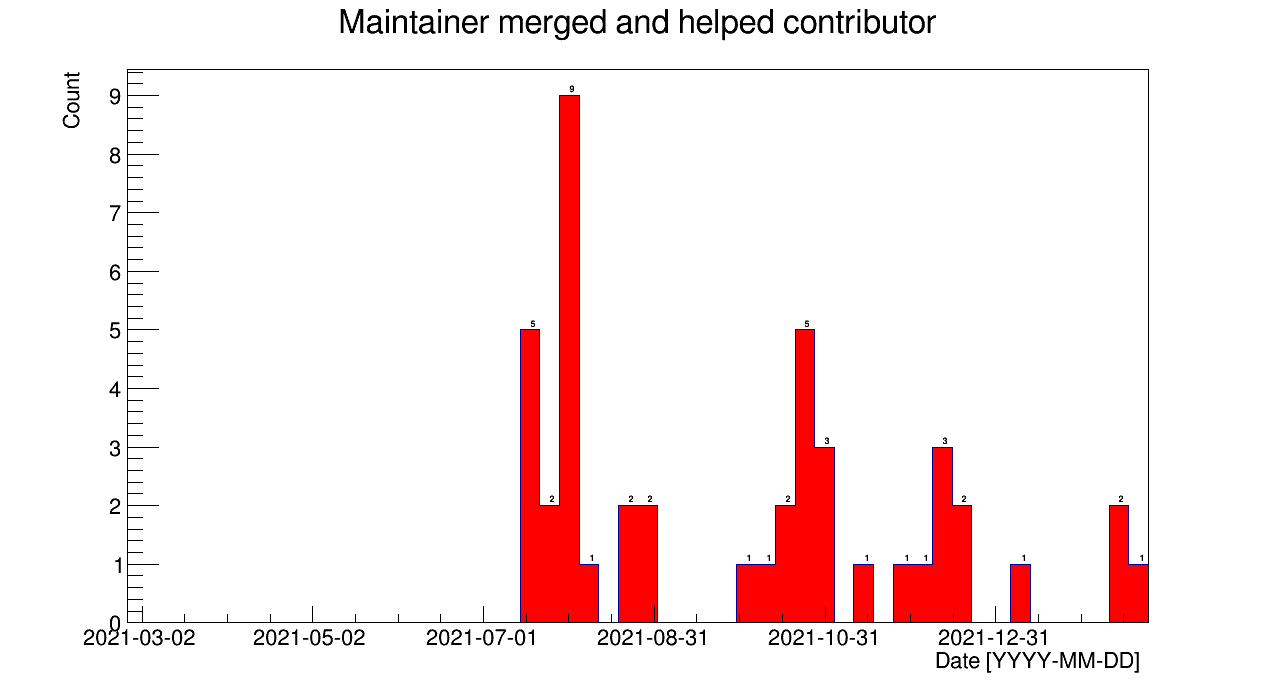 Maintainer merged and helped contributor
Count
9
8
7
6
5
4
3
2
1
0
5 2 9 1 2 2 1 1 2 5 3 1 1 1 3 2 1 2 1
2021-03-02 2021-05-02 2021-07-01 2021-08-31 2021-10-31 2021-12-31
Date [YYYY-MM-DD]